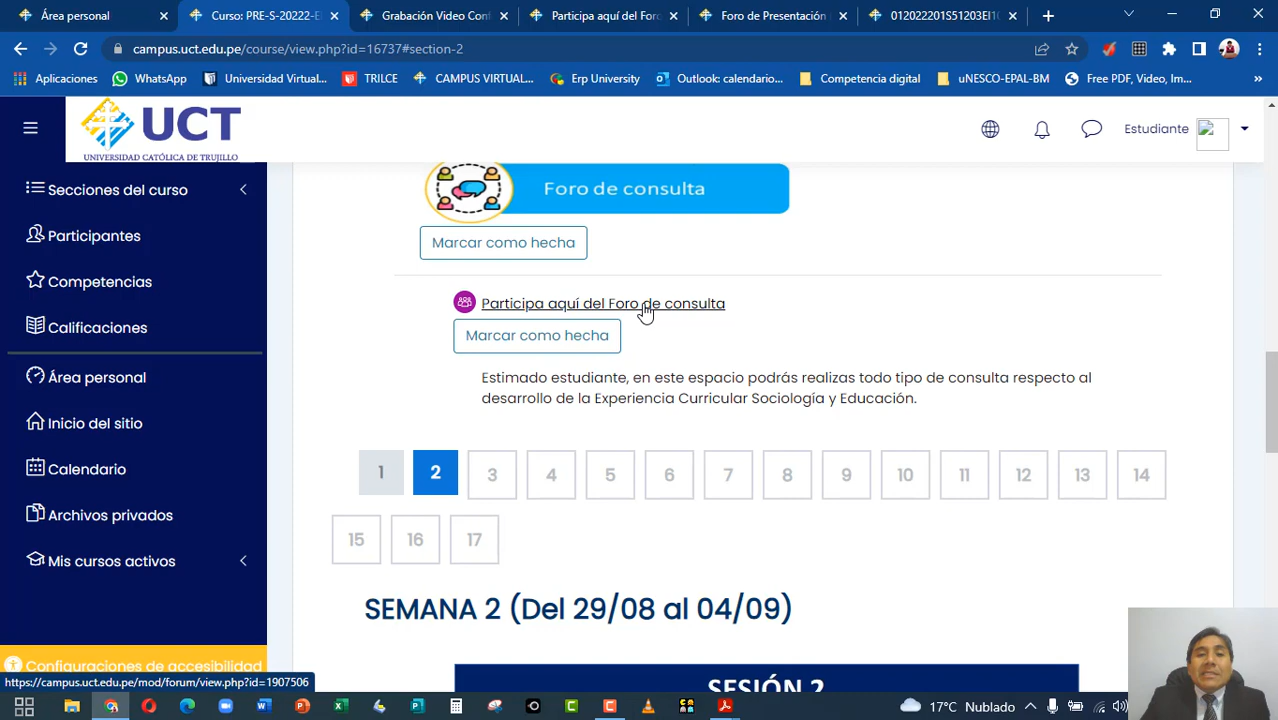 Área personal
Curso: PRE-S-20222-E
Grabación Video Conf
Participa aquí del Foro
Foro de Presentación
012022201S51203EI1
campus.uct.edu.pe/course/view.php?id=16737#section-2
Aplicaciones
WhatsApp
Universidad Virtual...
TRILCE
CAMPUS VIRTUAL...
Erp University
Outlook: calendario...
Competencia digital
uNESCO-EPAL-BM
Free PDF, Video, Im...
»
UCT
UNIVERSIDAD CATÓLICA DE TRUJILLO
Estudiante
Secciones del curso
Participantes
Competencias
Calificaciones
Área personal
Inicio del sitio
Calendario
Archivos privados
Mis cursos activos
Configuraciones de accesibilidad
Foro de consulta
Marcar como hecha
Participa aquí del Foro de consulta
Marcar como hecha
Estimado estudiante, en este espacio podrás realizas todo tipo de consulta respecto al
desarrollo de la Experiencia Curricular Sociología y Educación.
1 2 3 4 5 6 7 8 9 10 11 12 13 14
15 16 17
SEMANA 2 (Del 29/08 al 04/09)
SESIÓN 2
https://campus.uct.edu.pe/mod/forum/view.php?id=1907506
17°C Nublado